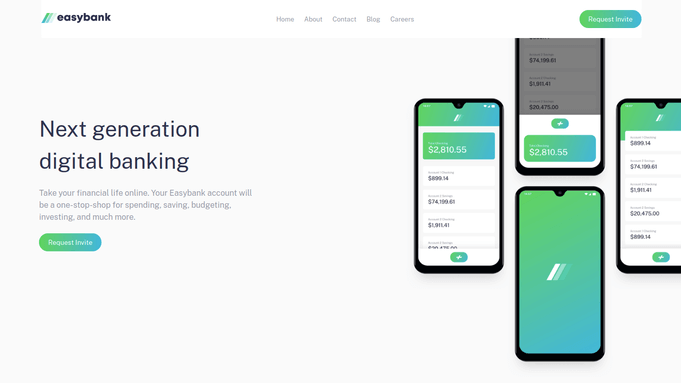 easybank
Home
About
Contact
Blog
Careers
Request Invite
Next generation
digital banking
Take your financial life online. Your Easybank account will
be a one-stop-shop for spending, saving, budgeting,
investing, and much more.
Request Invite
$2,810.55
$899.14
$74,199.61
$1,911.41
$20,475.00
$74,199.61
$1,911.41
$20,475.00
$2,810.55
$899.14
$74,199.61
$1,911.41
$20,475.00
$899.14